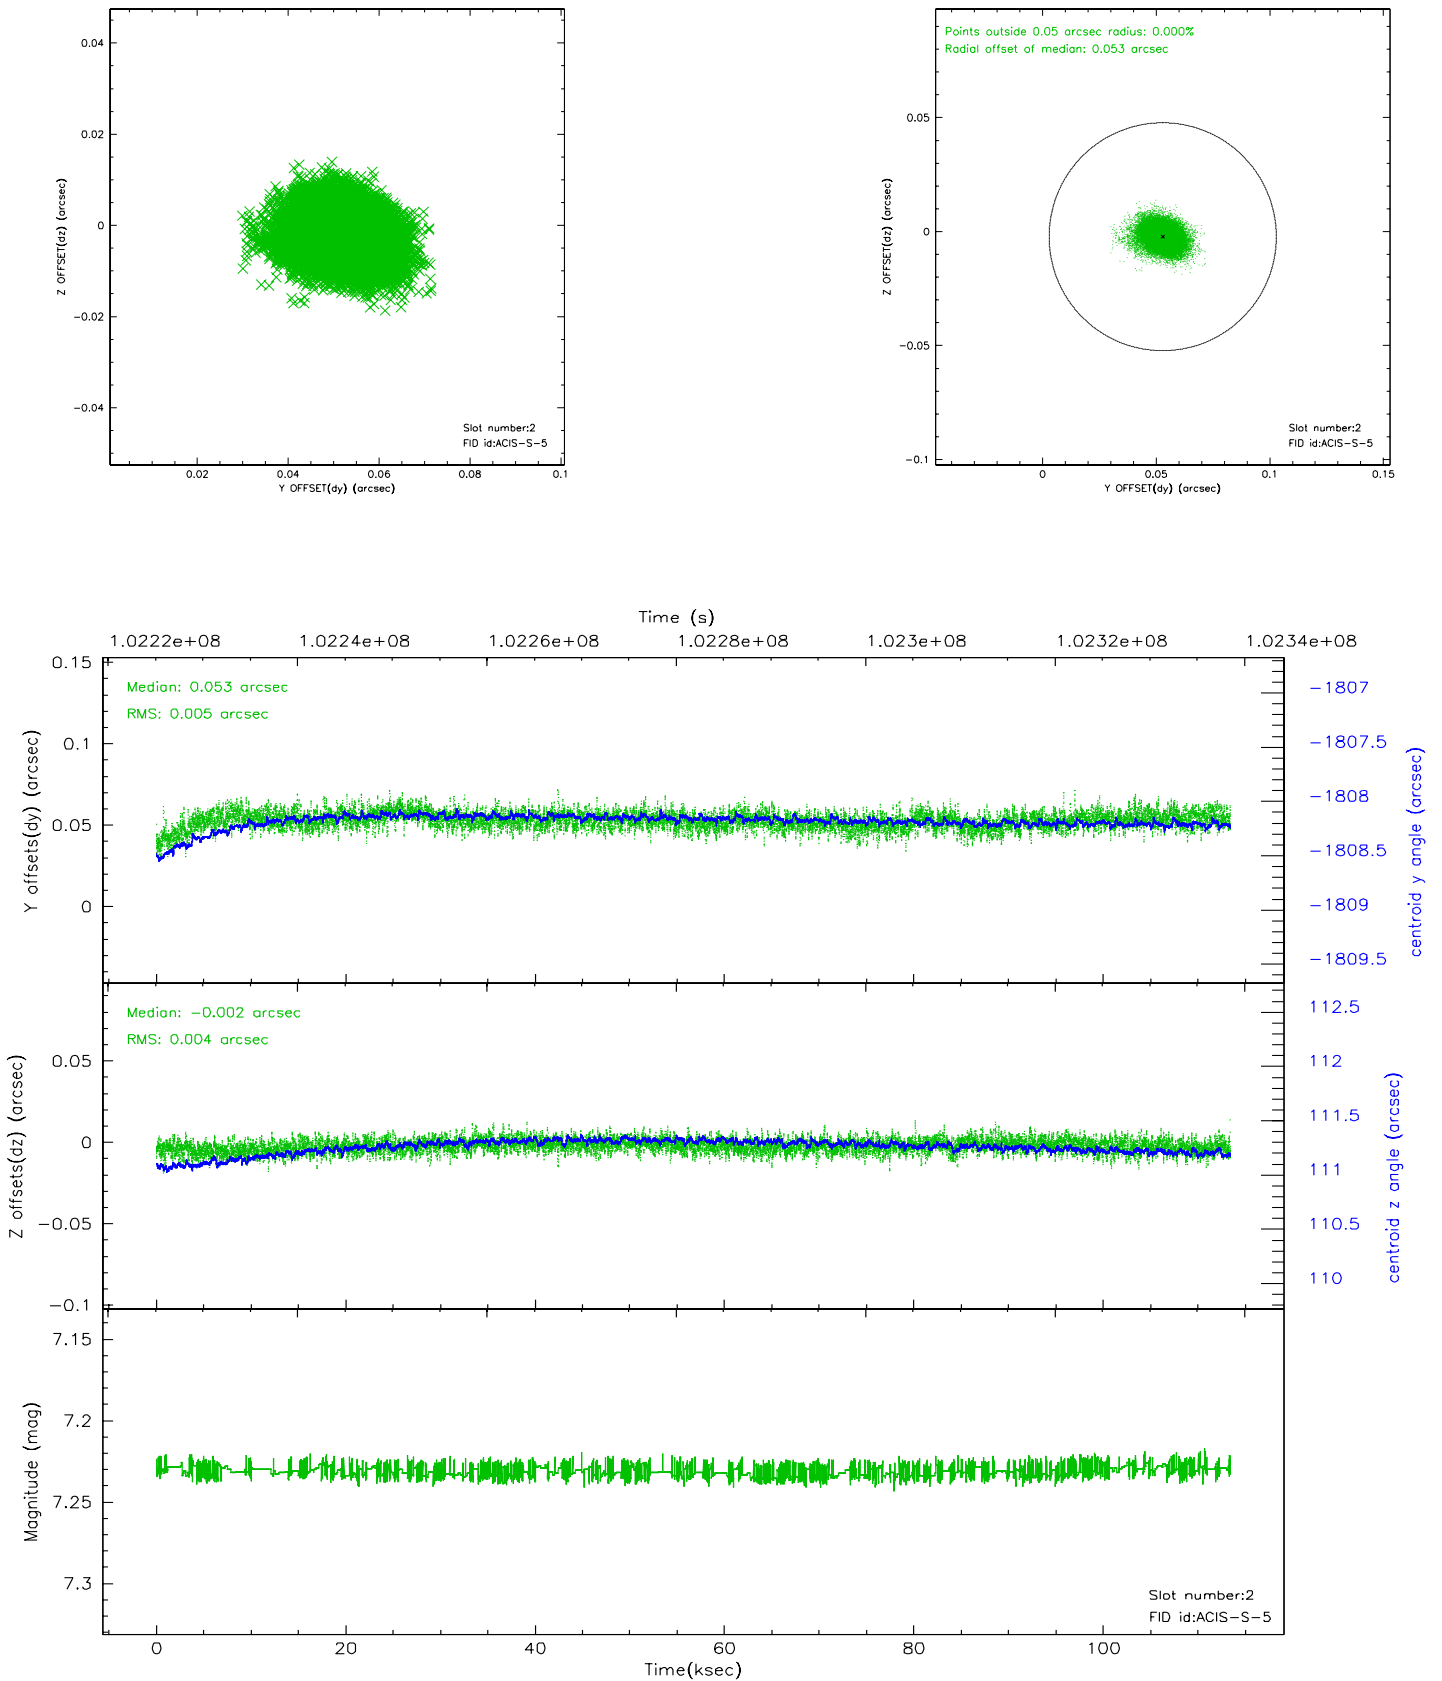 0.04
0.02
0
-0.02
-0.04
Z OFFSET(dz) (arcsec)
Slot number:2
FID id:ACIS-S-5
0.02 0.04 0.06 0.08 0.1
Y OFFSET(dy) (arcsec)
Points outside 0.05 arcsec radius: 0.000%
Radial offset of median: 0.053 arcsec
0.05
0
-0.05
-0.1
Z OFFSET(dz) (arcsec)
Slot number:2
FID id:ACIS-S-5
0 0.05 0.1 0.15
Y OFFSET(dy) (arcsec)
Time (s)
1.0222e+08 1.0224e+08 1.0226e+08 1.0228e+08 1.023e+08 1.0232e+08 1.0234e+08
Median: 0.053 arcsec
RMS: 0.005 arcsec
0.15
0.1
0.05
0
Y offsets(dy) (arcsec)
-1807
-1807.5
-1808
-1808.5
-1809
-1809.5
centroid y angle (arcsec)
Median: -0.002 arcsec
RMS: 0.004 arcsec
0.05
0
-0.05
-0.1
Z offsets(dz) (arcsec)
112.5
112
111.5
111
110.5
110
centroid z angle (arcsec)
7.15
7.2
7.25
7.3
Magnitude (mag)
Slot number:2
FID id:ACIS-S-5
0 20 40 60 80 100
Time(ksec)